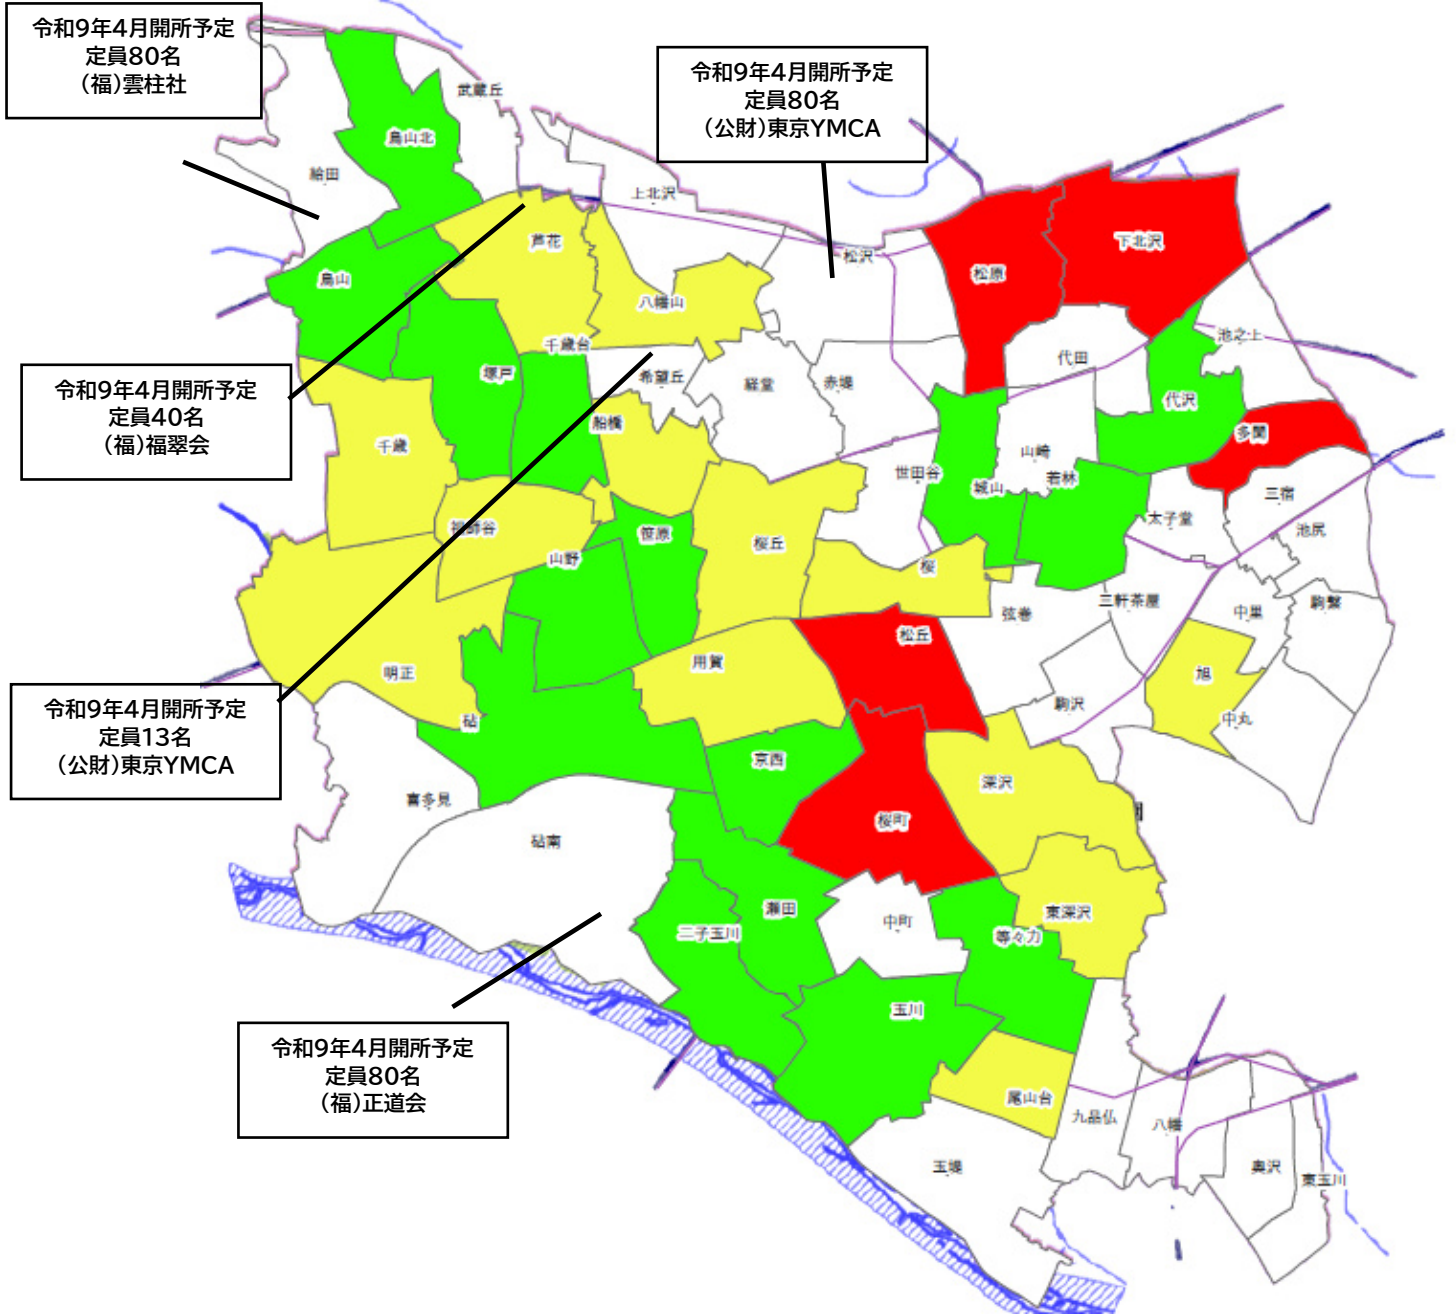 令和9年4月開所予定
定員80名
（福）雲柱社
令和9年4月開所予定
定員80名
（公財）東京YMCA
武蔵丘
烏山北
給田
上北沢
芦花
下北沢
松沢
松原
烏山
八幡山
池之上
千歳台
代田
塚戸
希望丘
経堂
赤堤
代沢
令和9年4月開所予定
定員40名
（福）福翠会
船橋
多聞
千歳
山崎
世田谷
若林
城山
三宿
太子堂
祖師谷
笹原
池尻
桜丘
山野
桜
三軒茶屋
駒繋
弦巻
中里
松丘
用賀
明正
旭
駒沢
中丸
砧
令和9年4月開所予定
定員13名
（公財）東京YMCA
京西
深沢
喜多見
桜町
砧南
瀬田
東深沢
中町
二子玉川
等々力
玉川
令和9年4月開所予定
定員80名
（福）正道会
尾山台
九品仏
八幡
玉堤
奥沢
東玉川